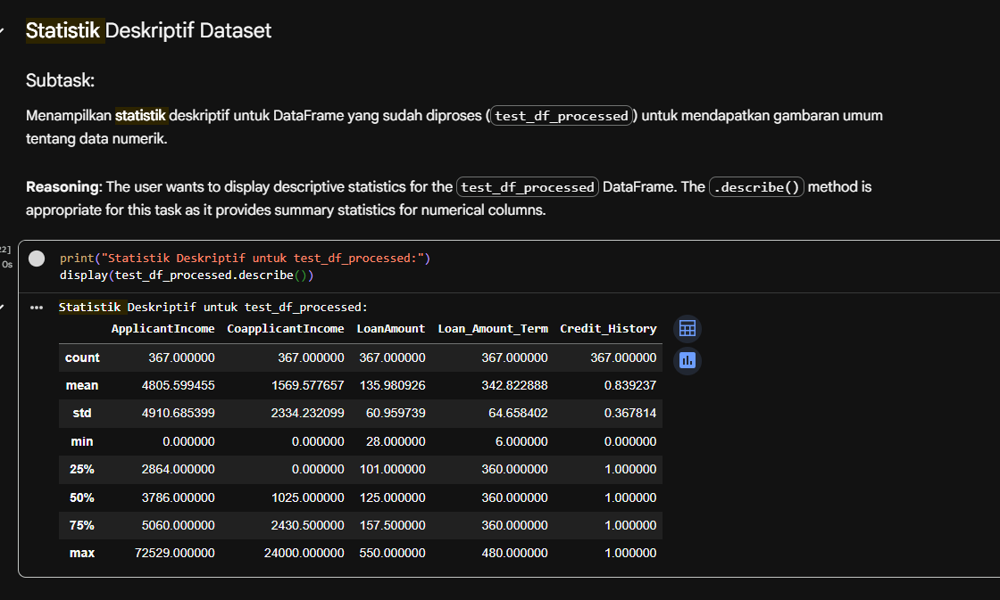 Statistik Deskriptif Dataset
Subtask:
Menampilkan statistik deskriptif untuk DataFrame yang sudah diproses (test_df_processed) untuk mendapatkan gambaran umum
tentang data numerik.
Reasoning: The user wants to display descriptive statistics for the test_df_processed DataFrame. The .describe() method is
appropriate for this task as it provides summary statistics for numerical columns.
22]
0s
print("Statistik Deskriptif untuk test_df_processed:")
display(test_df_processed.describe())
Statistik Deskriptif untuk test_df_processed:
ApplicantIncome CoapplicantIncome LoanAmount Loan_Amount_Term Credit_History
count 367.000000 367.000000 367.000000 367.000000 367.000000
mean 4805.599455 1569.577657 135.980926 342.822888 0.839237
std 4910.685399 2334.232099 60.959739 64.658402 0.367814
min 0.000000 0.000000 28.000000 6.000000 0.000000
25% 2864.000000 0.000000 101.000000 360.000000 1.000000
50% 3786.000000 1025.000000 125.000000 360.000000 1.000000
75% 5060.000000 2430.500000 157.500000 360.000000 1.000000
max 72529.000000 24000.000000 550.000000 480.000000 1.000000